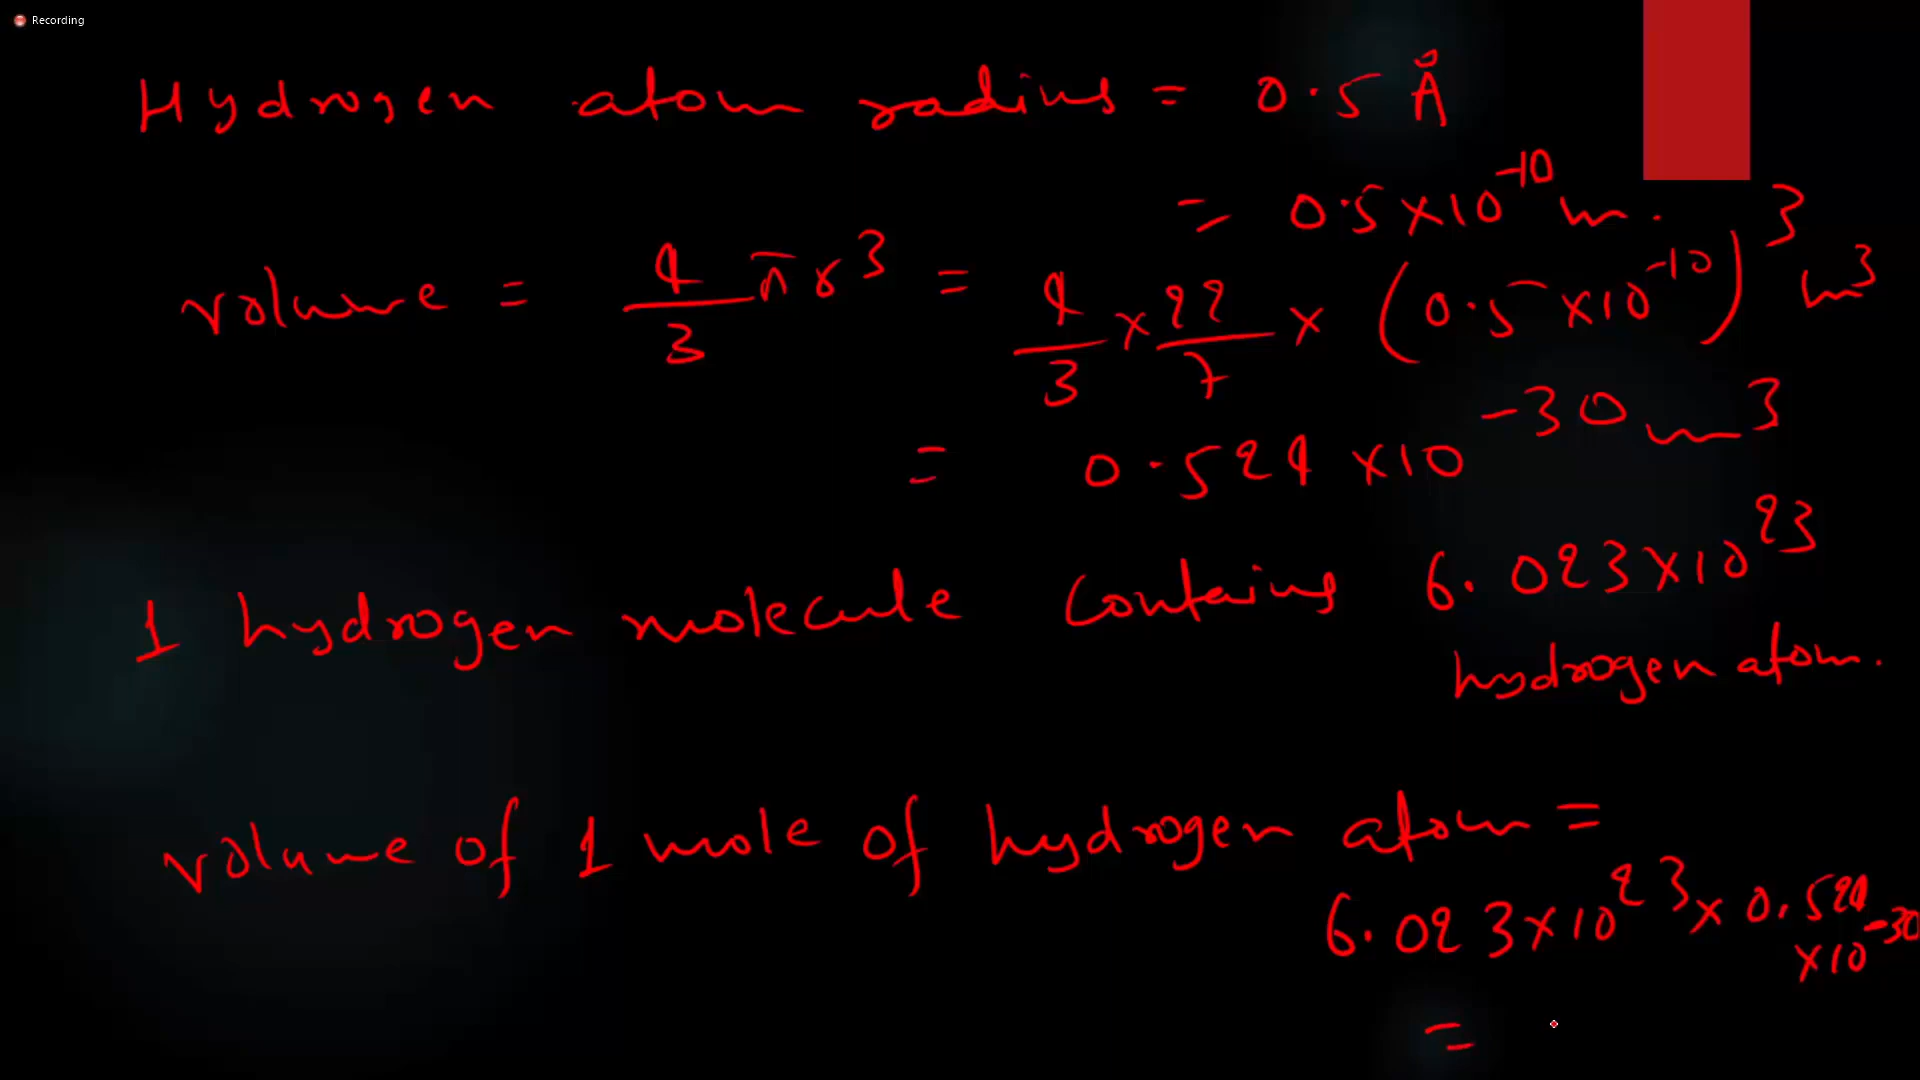 Recording
Hydrogen atom radius = 0.5 Å
= 0.5×10⁻¹⁰ m.
volume = 4/3 πr³ = 4/3 × 22/7 × (0.5×10⁻¹⁰)³ m³
= 0.524 ×10⁻³⁰ m³
1 hydrogen molecule contains 6.023×10²³
hydrogen atom.
volume of 1 mole of hydrogen atom =
6.023×10²³ × 0.524
×10⁻³⁰
=